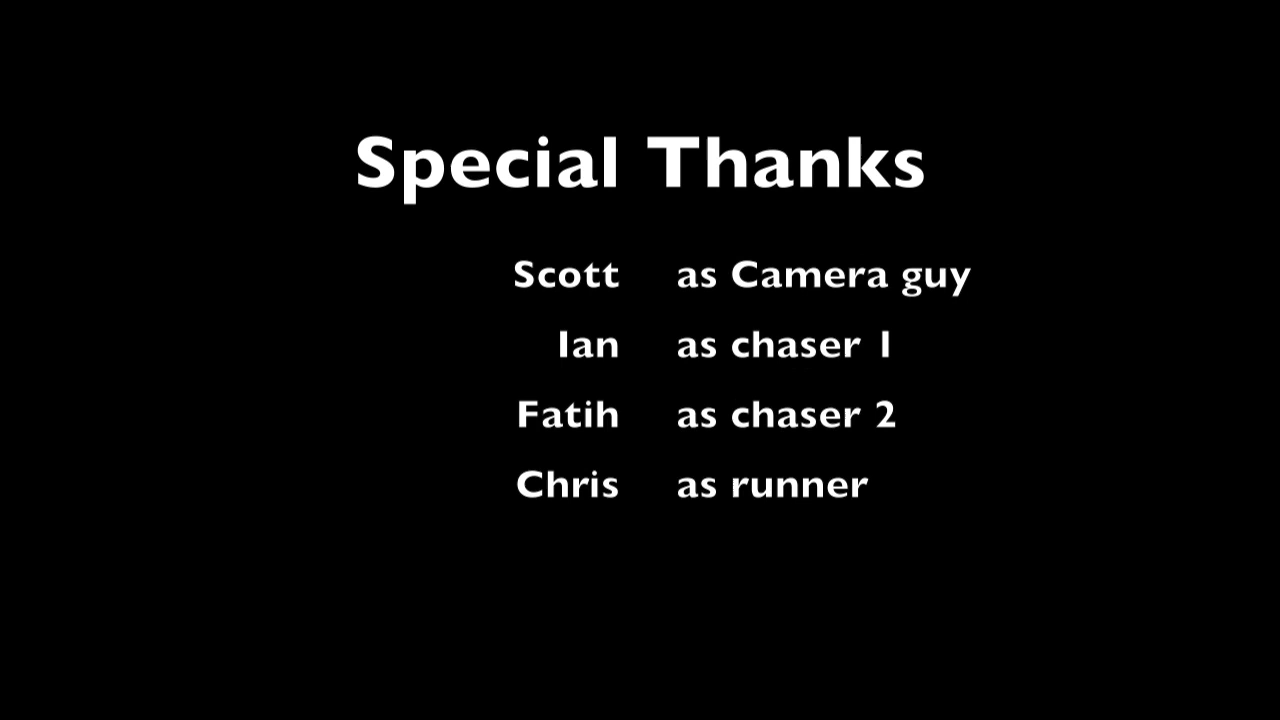 Special Thanks
Scott as Camera guy
Ian as chaser 1
Fatih as chaser 2
Chris as runner